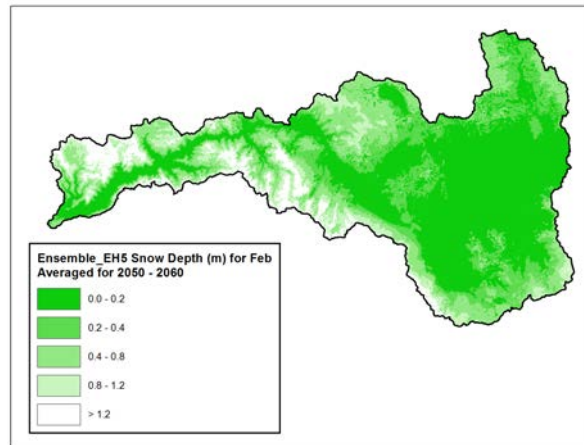 Ensemble_EH5 Snow Depth (m) for Feb
Averaged for 2050 - 2060
0.0 - 0.2
0.2 - 0.4
0.4 - 0.8
0.8 - 1.2
> 1.2